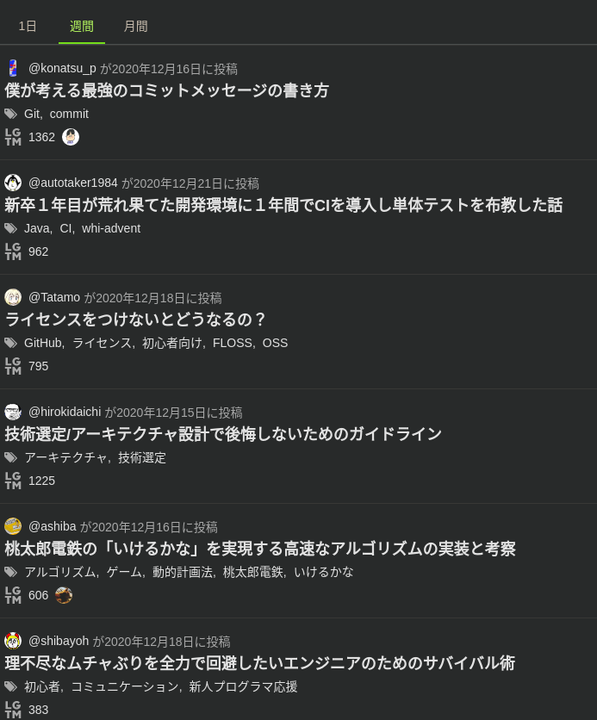 1日 週間 月間
@konatsu_p が2020年12月16日に投稿
僕が考える最強のコミットメッセージの書き方
Git, commit
LGTM 1362
@autotaker1984 が2020年12月21日に投稿
新卒１年目が荒れ果てた開発環境に１年間でCIを導入し単体テストを布教した話
Java, CI, whi-advent
LGTM 962
@Tatamo が2020年12月18日に投稿
ライセンスをつけないとどうなるの？
GitHub, ライセンス, 初心者向け, FLOSS, OSS
LGTM 795
@hirokidaichi が2020年12月15日に投稿
技術選定/アーキテクチャ設計で後悔しないためのガイドライン
アーキテクチャ, 技術選定
LGTM 1225
@ashiba が2020年12月16日に投稿
桃太郎電鉄の「いけるかな」を実現する高速なアルゴリズムの実装と考察
アルゴリズム, ゲーム, 動的計画法, 桃太郎電鉄, いけるかな
LGTM 606
@shibayoh が2020年12月18日に投稿
理不尽なムチャぶりを全力で回避したいエンジニアのためのサバイバル術
初心者, コミュニケーション, 新人プログラマ応援
LGTM 383